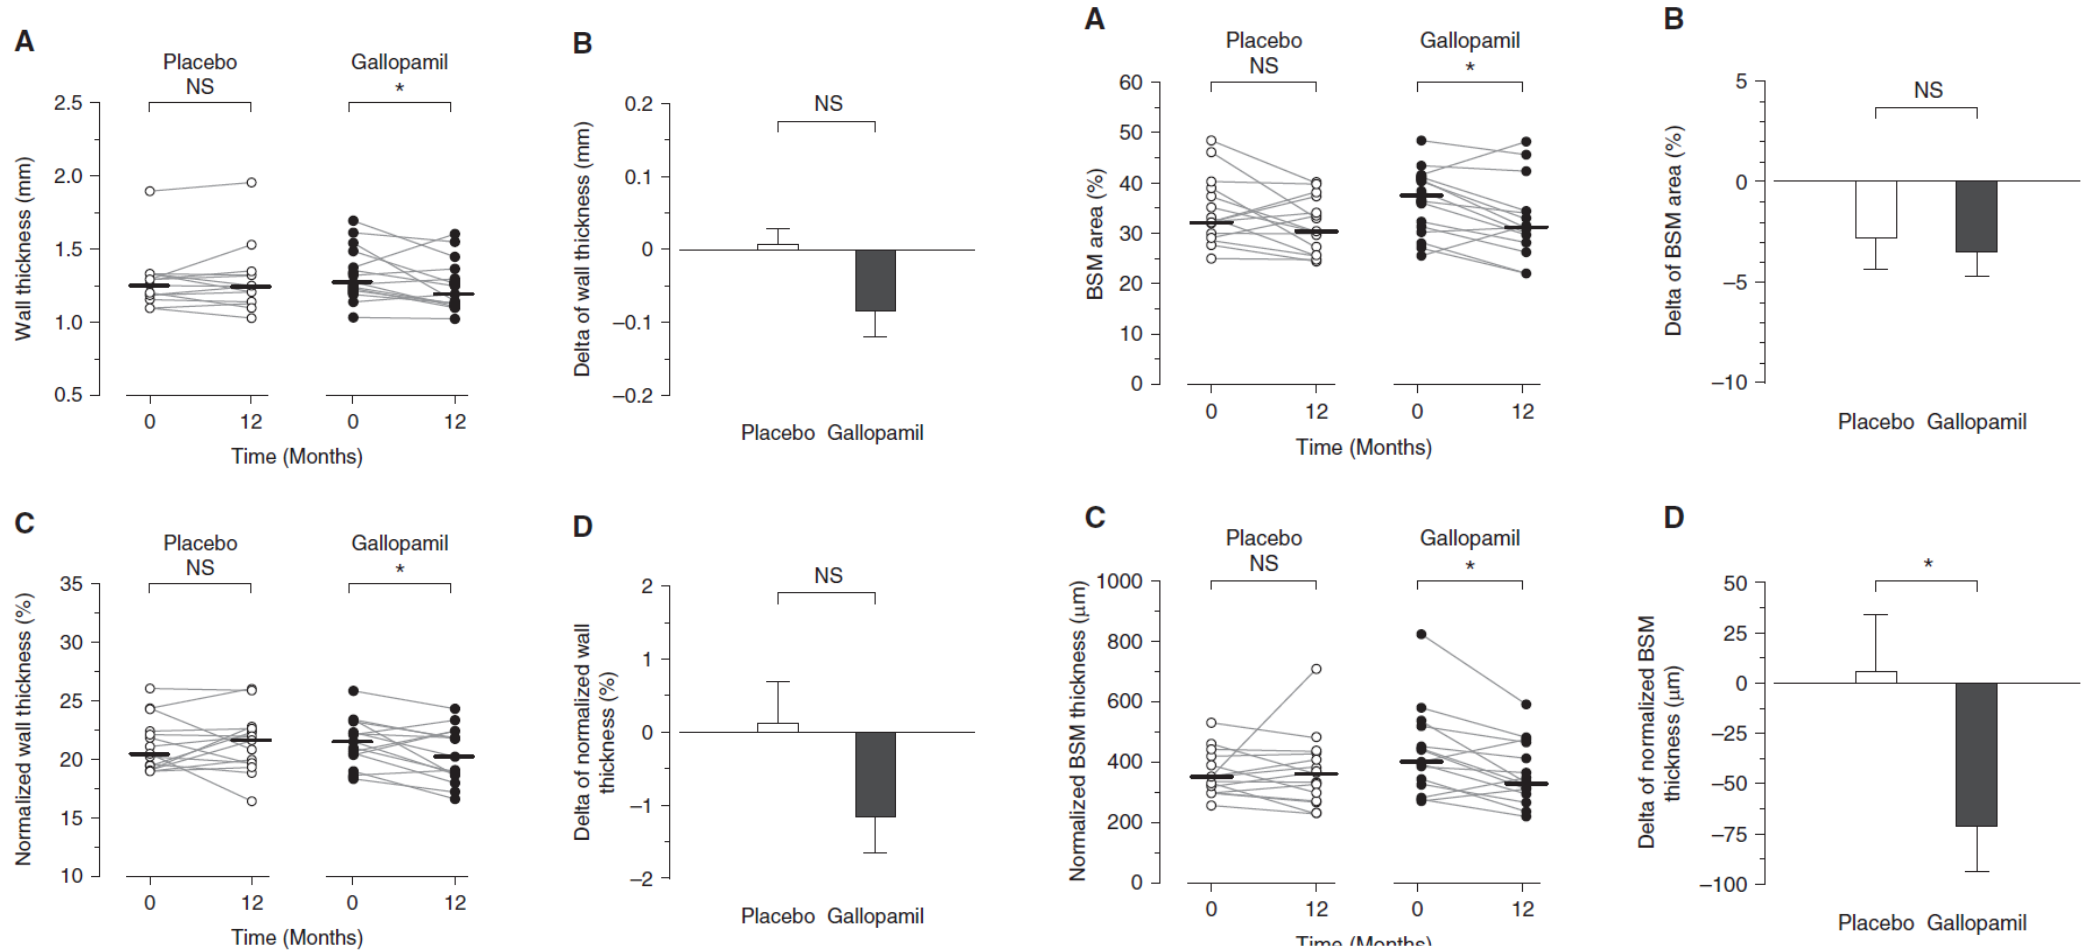 A
Placebo
NS
Gallopamil
*
2.5
2.0
1.5
1.0
0.5
Wall thickness (mm)
0
12
0
12
Time (Months)
B
NS
0.2
0.1
0
−0.1
−0.2
Delta of wall thickness (mm)
Placebo Gallopamil
C
Placebo
NS
Gallopamil
*
35
30
25
20
15
10
Normalized wall thickness (%)
0
12
0
12
Time (Months)
D
NS
2
1
0
−1
−2
Delta of normalized wall
thickness (%)
Placebo Gallopamil
A
Placebo
NS
Gallopamil
*
60
50
40
30
20
10
0
BSM area (%)
0
12
0
12
Time (Months)
B
NS
5
0
−5
−10
Delta of BSM area (%)
Placebo Gallopamil
C
Placebo
NS
Gallopamil
*
1000
800
600
400
200
0
Normalized BSM thickness (μm)
0
12
0
12
Time (Months)
D
*
50
25
0
−25
−50
−75
−100
Delta of normalized BSM
thickness (μm)
Placebo Gallopamil